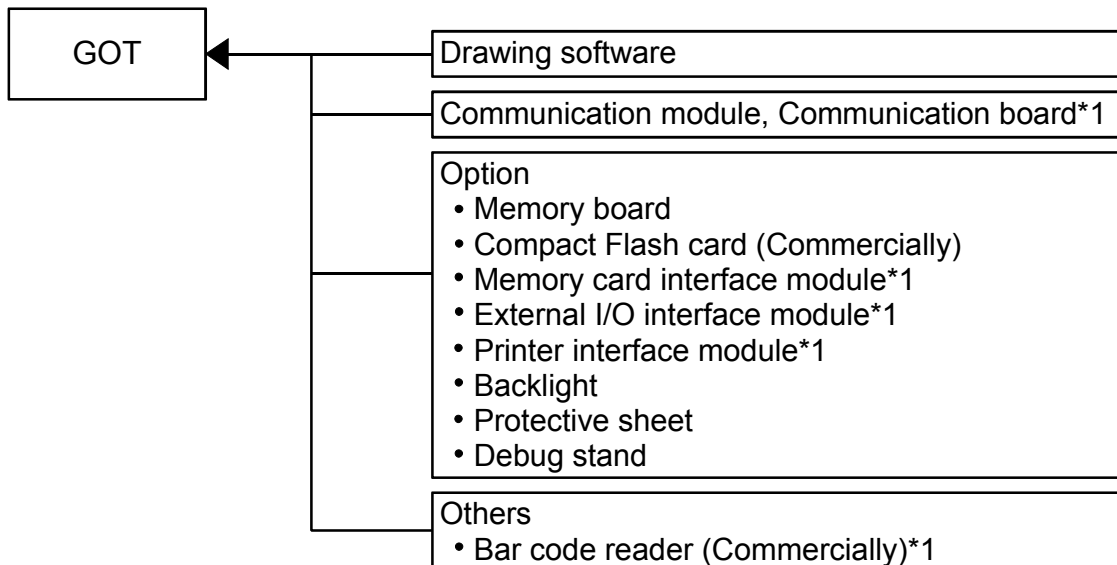 GOT
Drawing software
Communication module, Communication board*1
Option
• Memory board
• Compact Flash card (Commercially)
• Memory card interface module*1
• External I/O interface module*1
• Printer interface module*1
• Backlight
• Protective sheet
• Debug stand
Others
• Bar code reader (Commercially)*1